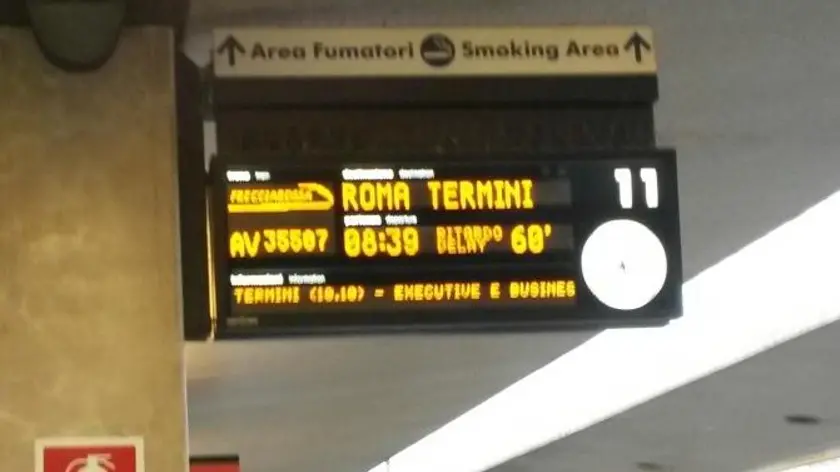 Area Fumatori Smoking Area
FRECCIAROSSA ROMA TERMINI 11
AV 35507 08:39 RITARDO DELAY 60'
TERMINI (10.10) - EXECUTIVE E BUSINES